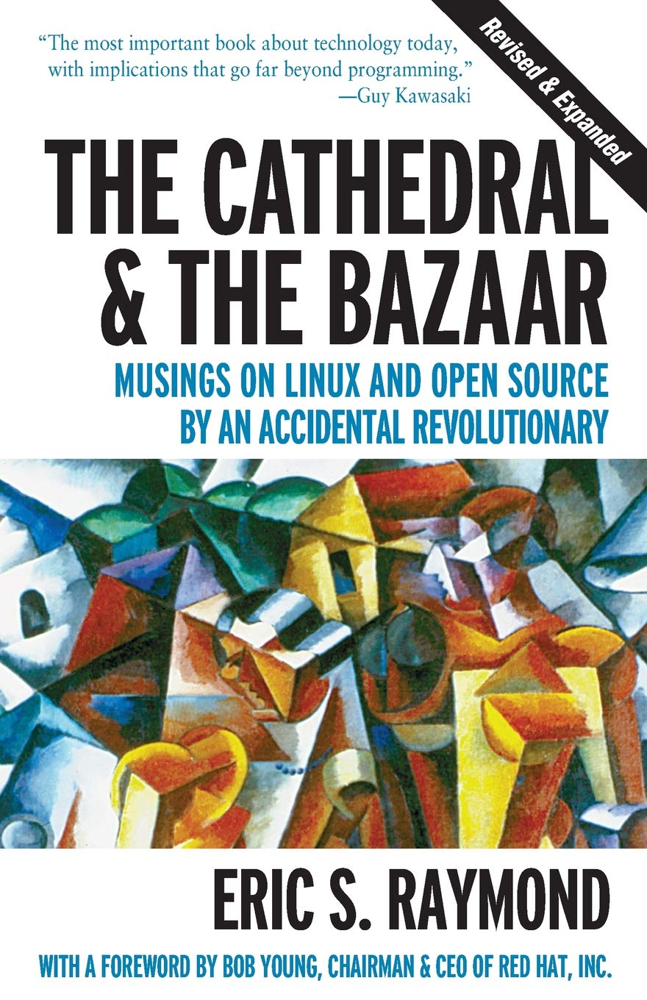 “The most important book about technology today,
with implications that go far beyond programming.”
—Guy Kawasaki
Revised & Expanded
THE CATHEDRAL
& THE BAZAAR
MUSINGS ON LINUX AND OPEN SOURCE
BY AN ACCIDENTAL REVOLUTIONARY
ERIC S. RAYMOND
WITH A FOREWORD BY BOB YOUNG, CHAIRMAN & CEO OF RED HAT, INC.